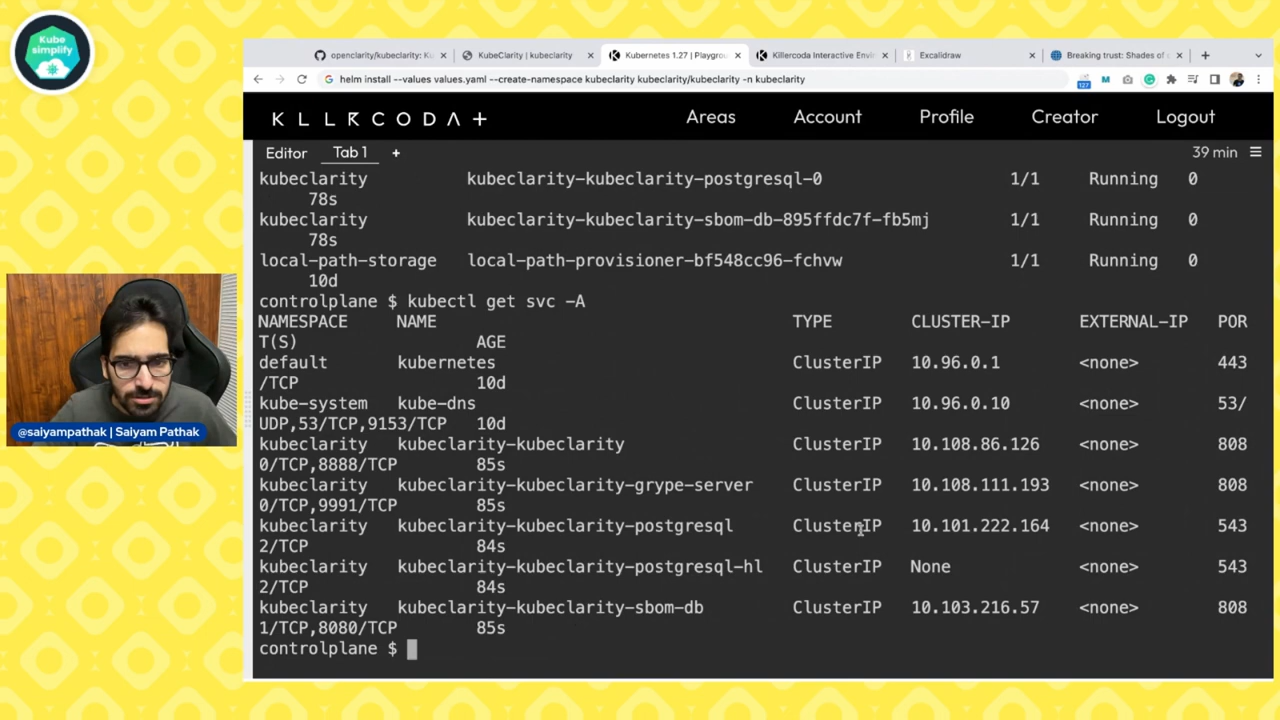 Kube
simplify
openclarity/kubeclarity: Ku
KubeClarity | kubeclarity
Kubernetes 1.27 | Playgrou
Killercoda Interactive Envi
Excalidraw
Breaking trust: Shades of
helm install --values values.yaml --create-namespace kubeclarity kubeclarity/kubeclarity -n kubeclarity
127
KLLRCODA+
Areas Account Profile Creator Logout
Editor Tab 1 + 39 min
kubeclarity kubeclarity-kubeclarity-postgresql-0 1/1 Running 0
78s
kubeclarity kubeclarity-kubeclarity-sbom-db-895ffdc7f-fb5mj 1/1 Running 0
78s
local-path-storage local-path-provisioner-bf548cc96-fchvw 1/1 Running 0
10d
controlplane $ kubectl get svc -A
NAMESPACE NAME TYPE CLUSTER-IP EXTERNAL-IP POR
T(S) AGE
default kubernetes ClusterIP 10.96.0.1 <none> 443
/TCP 10d
kube-system kube-dns ClusterIP 10.96.0.10 <none> 53/
UDP,53/TCP,9153/TCP 10d
kubeclarity kubeclarity-kubeclarity ClusterIP 10.108.86.126 <none> 808
0/TCP,8888/TCP 85s
kubeclarity kubeclarity-kubeclarity-grype-server ClusterIP 10.108.111.193 <none> 808
0/TCP,9991/TCP 85s
kubeclarity kubeclarity-kubeclarity-postgresql ClusterIP 10.101.222.164 <none> 543
2/TCP 84s
kubeclarity kubeclarity-kubeclarity-postgresql-hl ClusterIP None <none> 543
2/TCP 84s
kubeclarity kubeclarity-kubeclarity-sbom-db ClusterIP 10.103.216.57 <none> 808
1/TCP,8080/TCP 85s
controlplane $
@saiyampathak | Saiyam Pathak